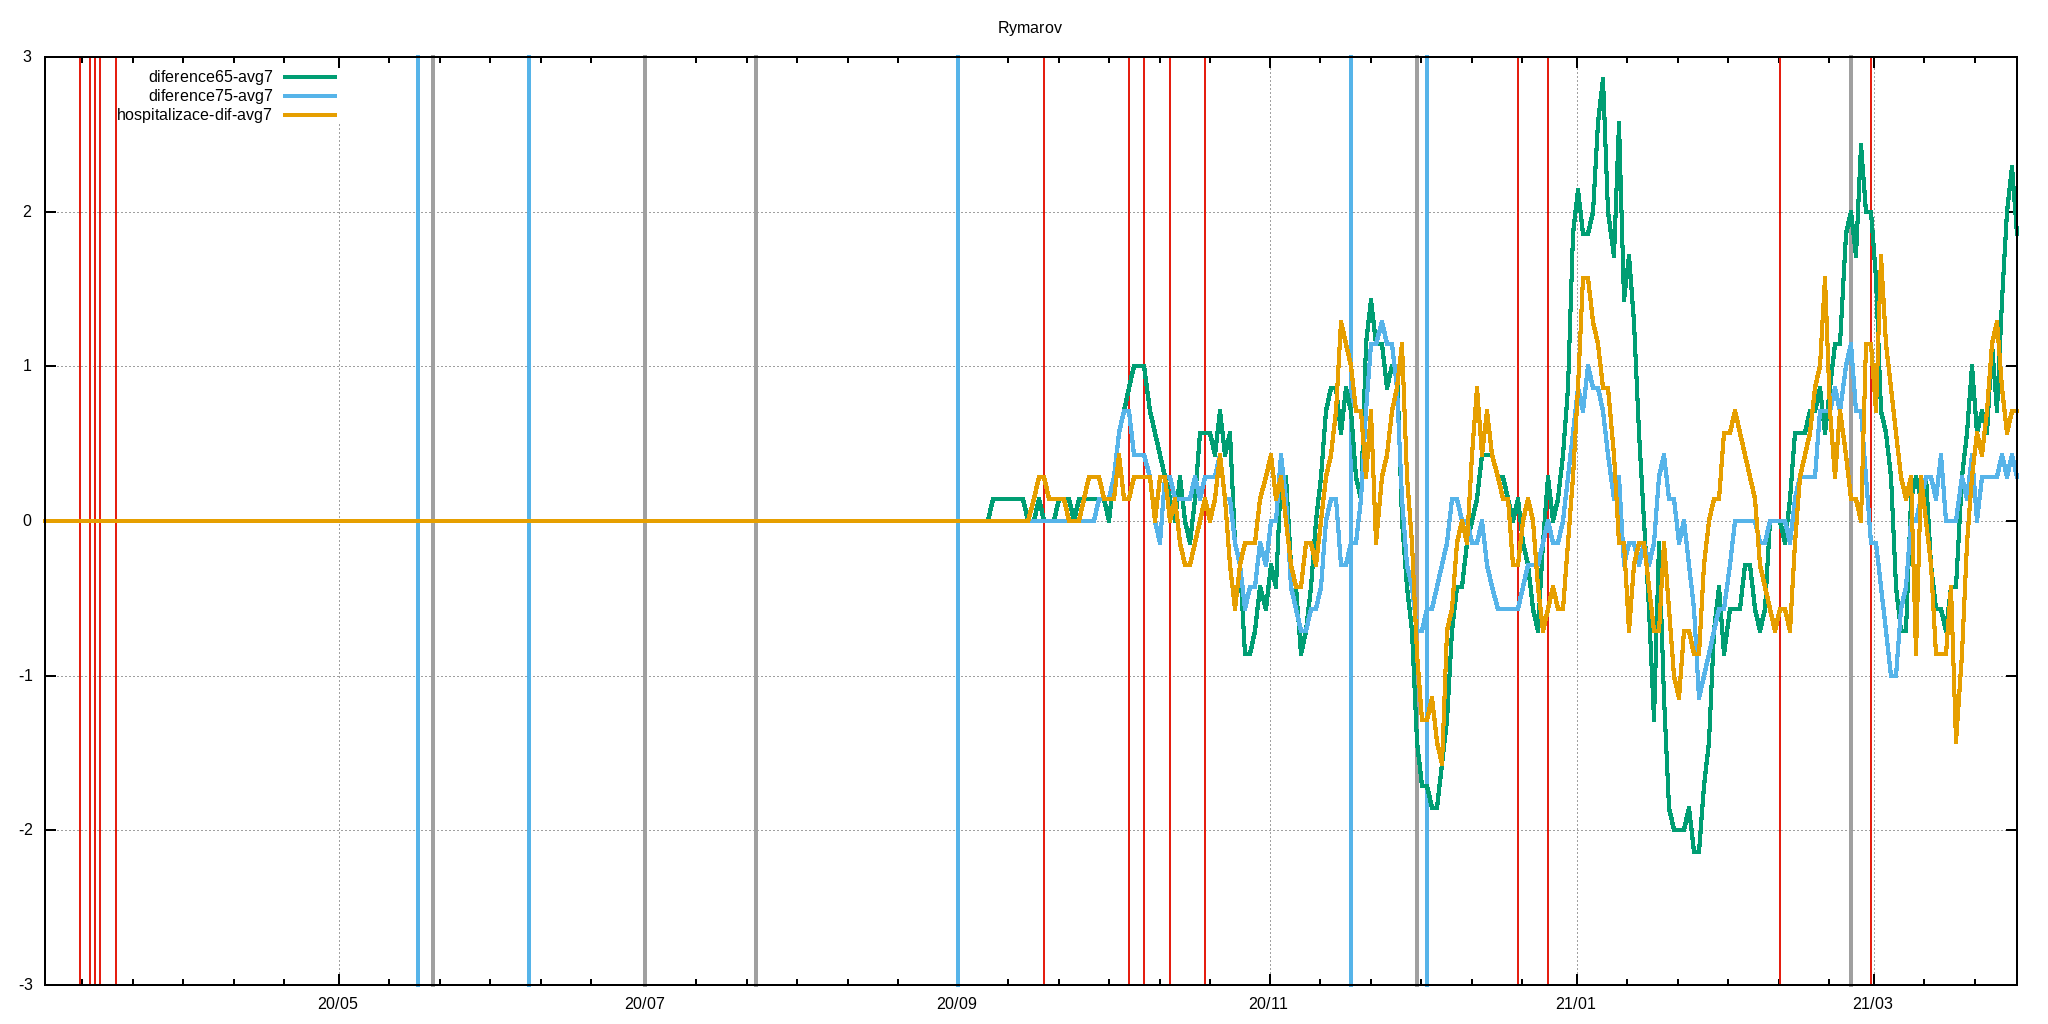 Rymarov
3
diference65-avg7
diference75-avg7
hospitalizace-dif-avg7
2
1
0
-1
-2
-3
20/05 20/07 20/09 20/11 21/01 21/03